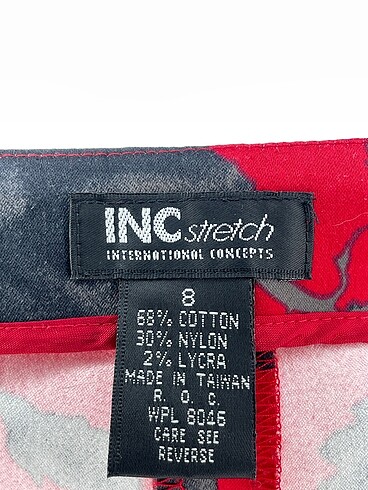 INC stretch
INTERNATIONAL CONCEPTS
8
68% COTTON
30% NYLON
2% LYCRA
MADE IN TAIWAN
R. O. C.
WPL 8046
CARE SEE
REVERSE